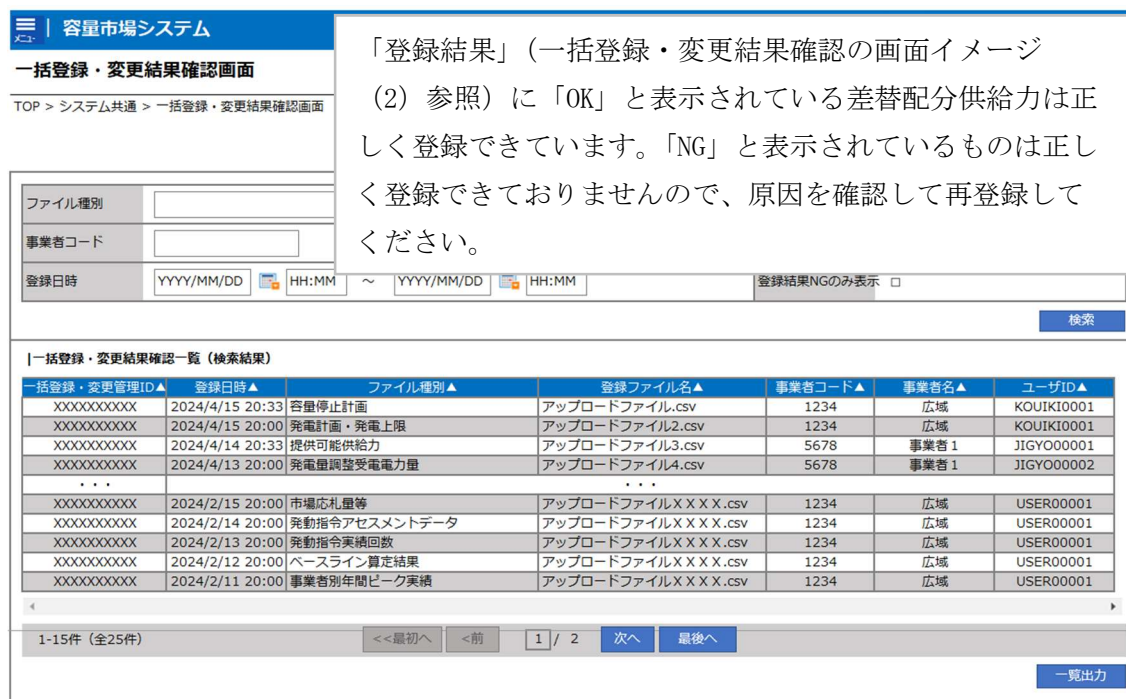 メニュー 容量市場システム
一括登録・変更結果確認画面
TOP > システム共通 > 一括登録・変更結果確認画面
「登録結果」(一括登録・変更結果確認の画面イメージ
(2) 参照) に「OK」と表示されている差替配分供給力は正
しく登録できています。「NG」と表示されているものは正し
く登録できておりませんので、原因を確認して再登録して
ください。
ファイル種別
事業者コード
登録日時 YYYY/MM/DD HH:MM ～ YYYY/MM/DD HH:MM 登録結果NGのみ表示 □
検索
|一括登録・変更結果確認一覧（検索結果）
一括登録・変更管理ID▲ 登録日時▲ ファイル種別▲ 登録ファイル名▲ 事業者コード▲ 事業者名▲ ユーザID▲
XXXXXXXXXX 2024/4/15 20:33 容量停止計画 アップロードファイル.csv 1234 広域 KOUIKI0001
XXXXXXXXXX 2024/4/15 20:00 発電計画・発電上限 アップロードファイル2.csv 1234 広域 KOUIKI0001
XXXXXXXXXX 2024/4/14 20:33 提供可能供給力 アップロードファイル3.csv 5678 事業者1 JIGYO00001
XXXXXXXXXX 2024/4/13 20:00 発電量調整受電電力量 アップロードファイル4.csv 5678 事業者1 JIGYO00002
・・・ ・・・
XXXXXXXXXX 2024/2/15 20:00 市場応札量等 アップロードファイルＸＸＸＸ.csv 1234 広域 USER00001
XXXXXXXXXX 2024/2/14 20:00 発動指令アセスメントデータ アップロードファイルＸＸＸＸ.csv 1234 広域 USER00001
XXXXXXXXXX 2024/2/13 20:00 発動指令実績回数 アップロードファイルＸＸＸＸ.csv 1234 広域 USER00001
XXXXXXXXXX 2024/2/12 20:00 ベースライン算定結果 アップロードファイルＸＸＸＸ.csv 1234 広域 USER00001
XXXXXXXXXX 2024/2/11 20:00 事業者別年間ピーク実績 アップロードファイルＸＸＸＸ.csv 1234 広域 USER00001
1-15件（全25件） <<最初へ <前 1 / 2 次へ 最後へ
一覧出力